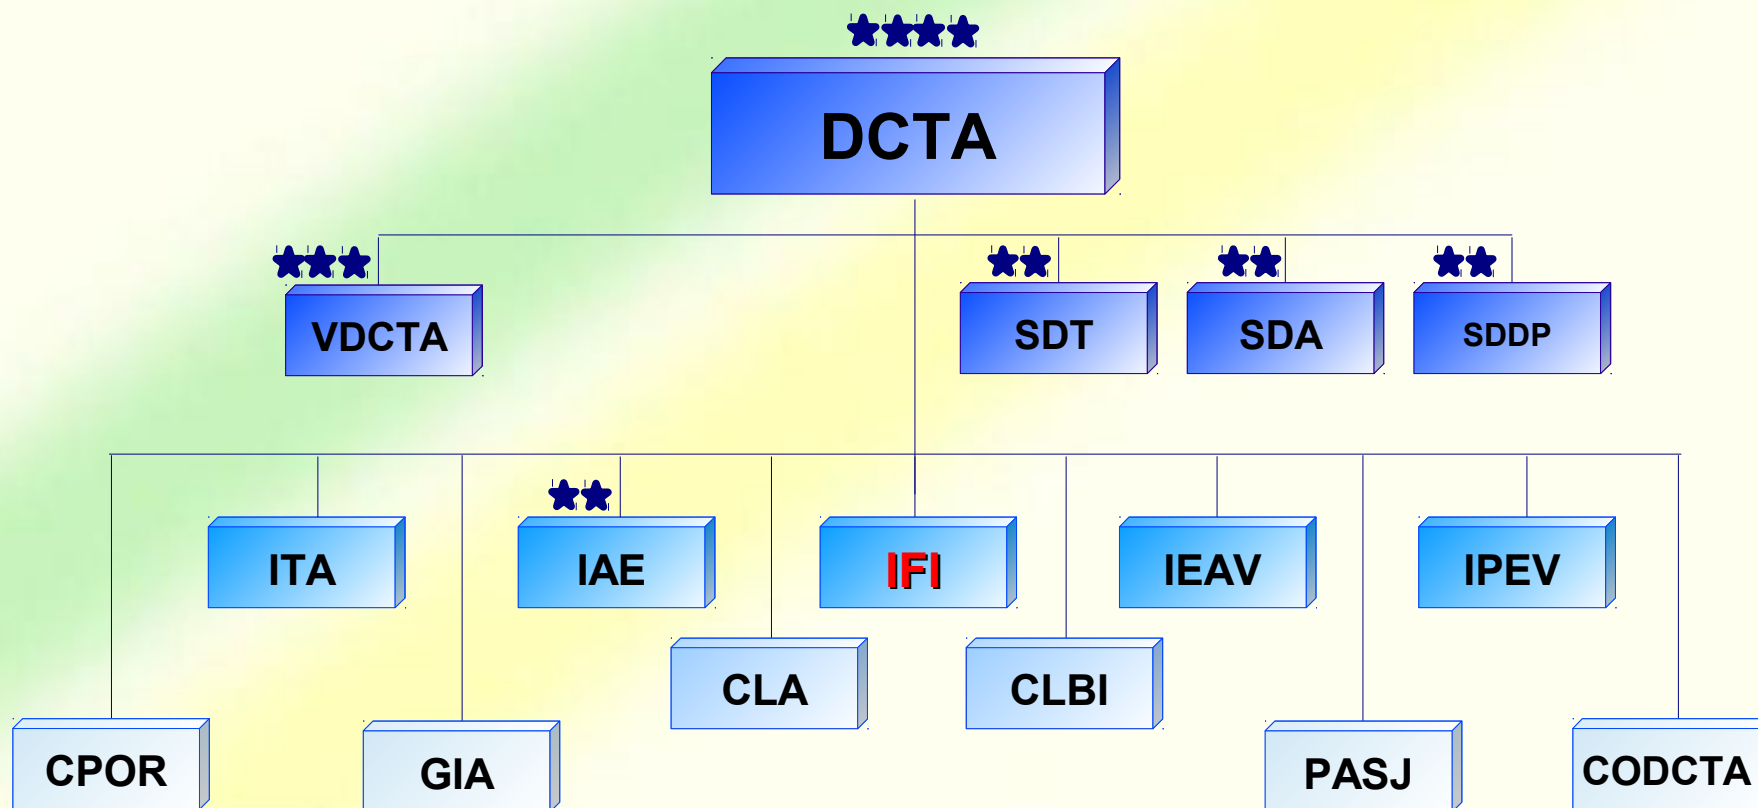 DCTA
VDCTA
SDT
SDA
SDDP
ITA
IAE
IFI
IEAV
IPEV
CLA
CLBI
CPOR
GIA
PASJ
CODCTA